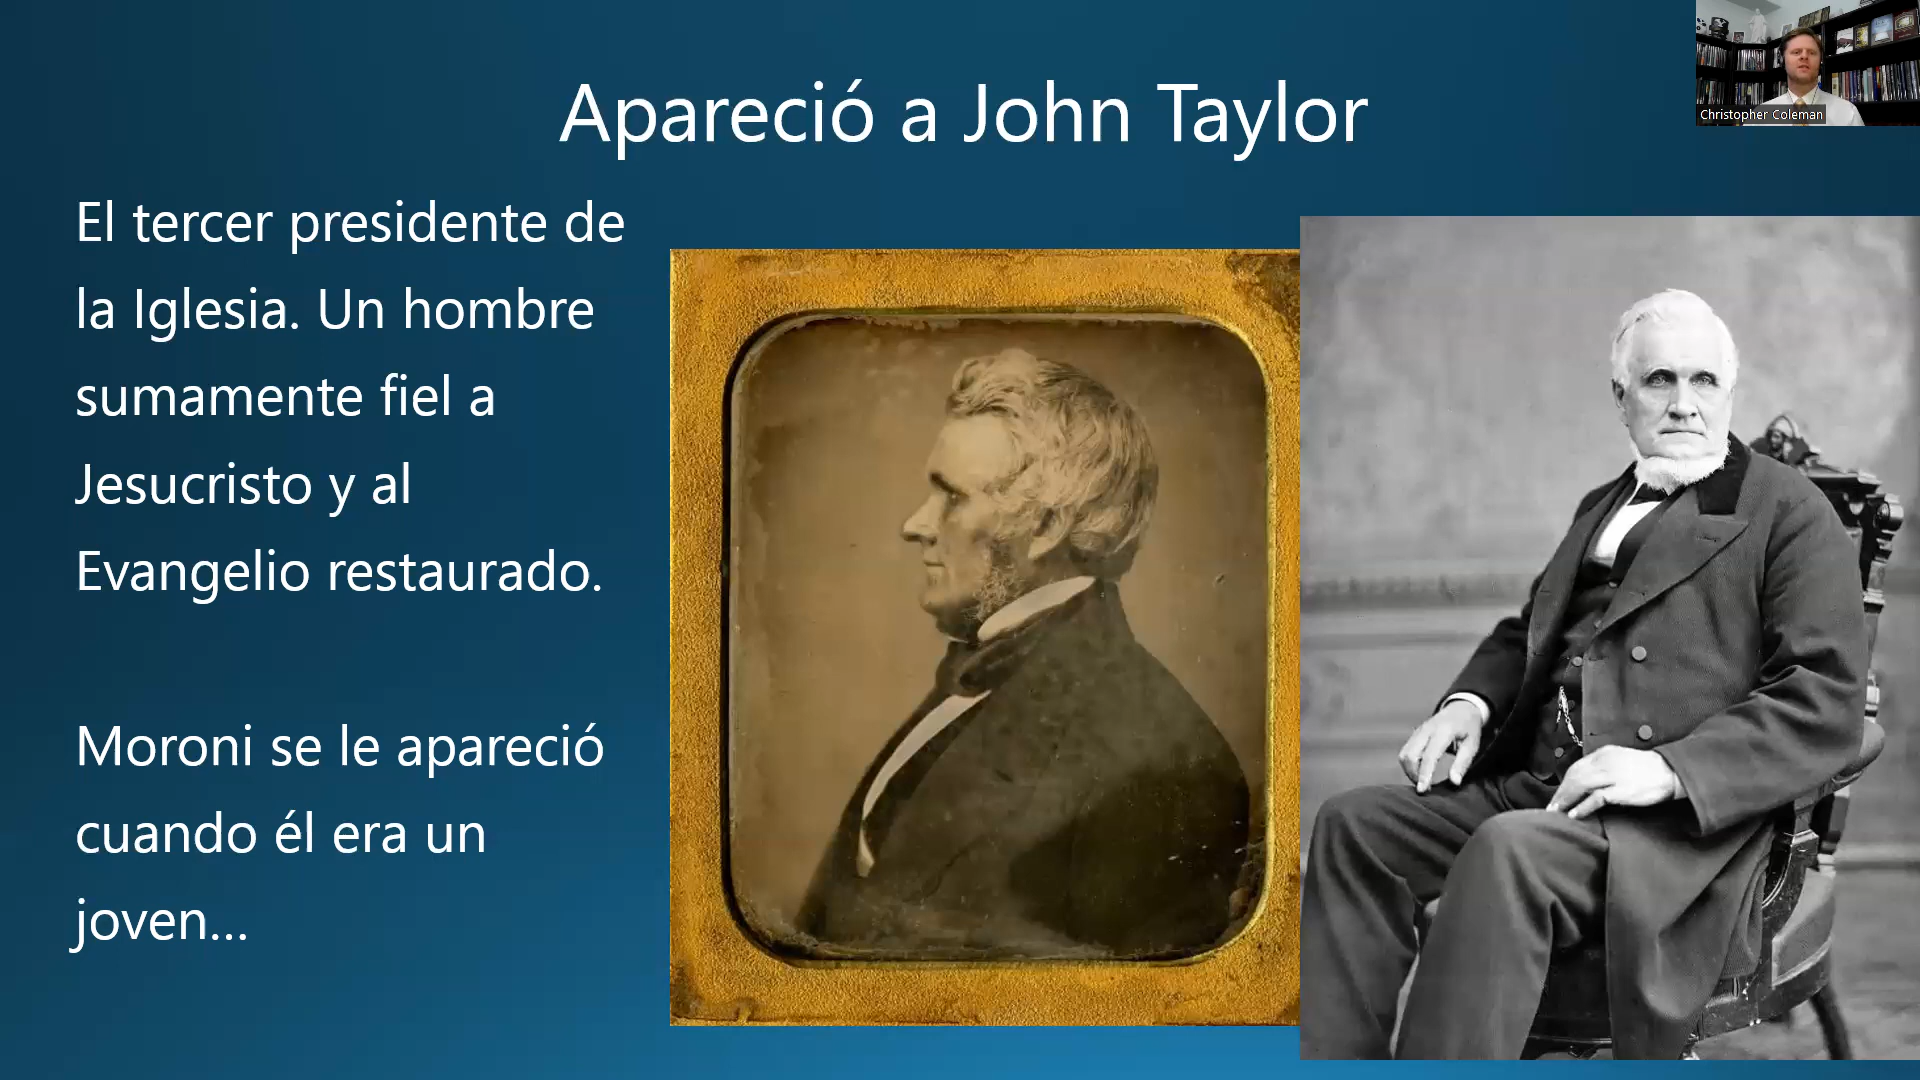 Apareció a John Taylor
Christopher Coleman
El tercer presidente de
la Iglesia. Un hombre
sumamente fiel a
Jesucristo y al
Evangelio restaurado.
Moroni se le apareció
cuando él era un
joven...